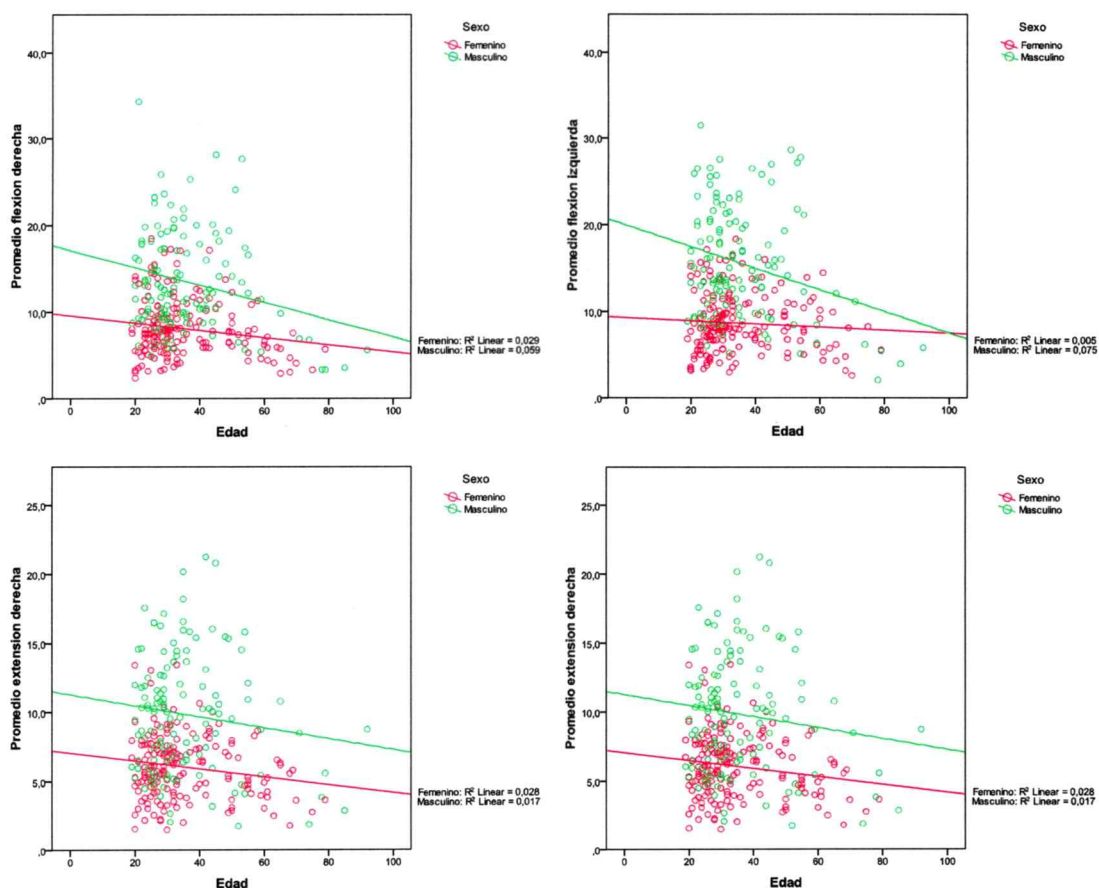 Sexo
Femenino
Masculino
40,0
30,0
20,0
10,0
,0
Promedio flexion derecha
0
20
40
60
80
100
Edad
Femenino: R² Linear = 0,029
Masculino: R² Linear = 0,059
Sexo
Femenino
Masculino
40,0
30,0
20,0
10,0
,0
Promedio flexion izquierda
0
20
40
60
80
100
Edad
Femenino: R² Linear = 0,005
Masculino: R² Linear = 0,075
Sexo
Femenino
Masculino
25,0
20,0
15,0
10,0
5,0
,0
Promedio extension derecha
0
20
40
60
80
100
Edad
Femenino: R² Linear = 0,028
Masculino: R² Linear = 0,017
Sexo
Femenino
Masculino
25,0
20,0
15,0
10,0
5,0
,0
Promedio extension derecha
0
20
40
60
80
100
Edad
Femenino: R² Linear = 0,028
Masculino: R² Linear = 0,017